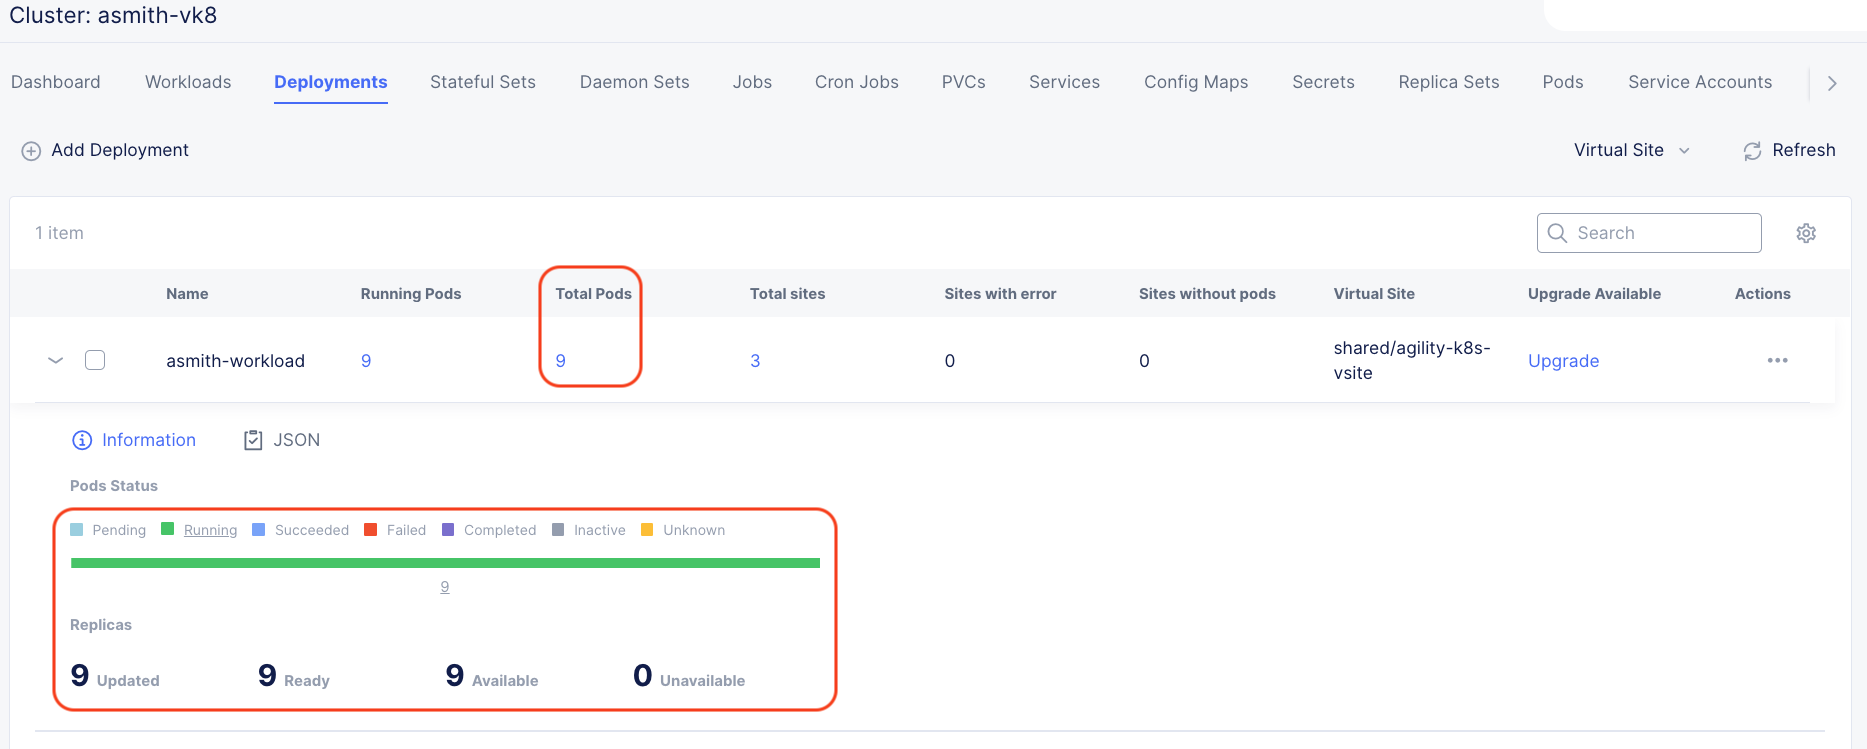 Cluster: asmith-vk8
Dashboard Workloads Deployments Stateful Sets Daemon Sets Jobs Cron Jobs PVCs Services Config Maps Secrets Replica Sets Pods Service Accounts
Add Deployment Virtual Site Refresh
1 item Search
Name Running Pods Total Pods Total sites Sites with error Sites without pods Virtual Site Upgrade Available Actions
asmith-workload 9 9 3 0 0 shared/agility-k8s- Upgrade
vsite
Information JSON
Pods Status
Pending Running Succeeded Failed Completed Inactive Unknown
9
Replicas
9 Updated 9 Ready 9 Available 0 Unavailable